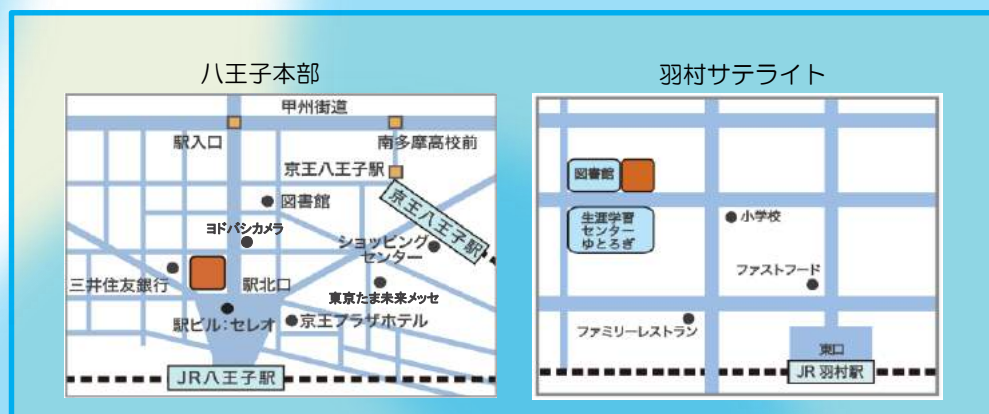 八王子本部
甲州街道
駅入口
南多摩高校前
京王八王子駅
京王八王子駅
図書館
ヨドバシカメラ
ショッピング
センター
三井住友銀行
駅北口
東京たま未来メッセ
駅ビル:セレオ
京王プラザホテル
JR八王子駅
羽村サテライト
図書館
生涯学習
センター
ゆとろぎ
小学校
ファストフード
ファミリーレストラン
東口
JR 羽村駅